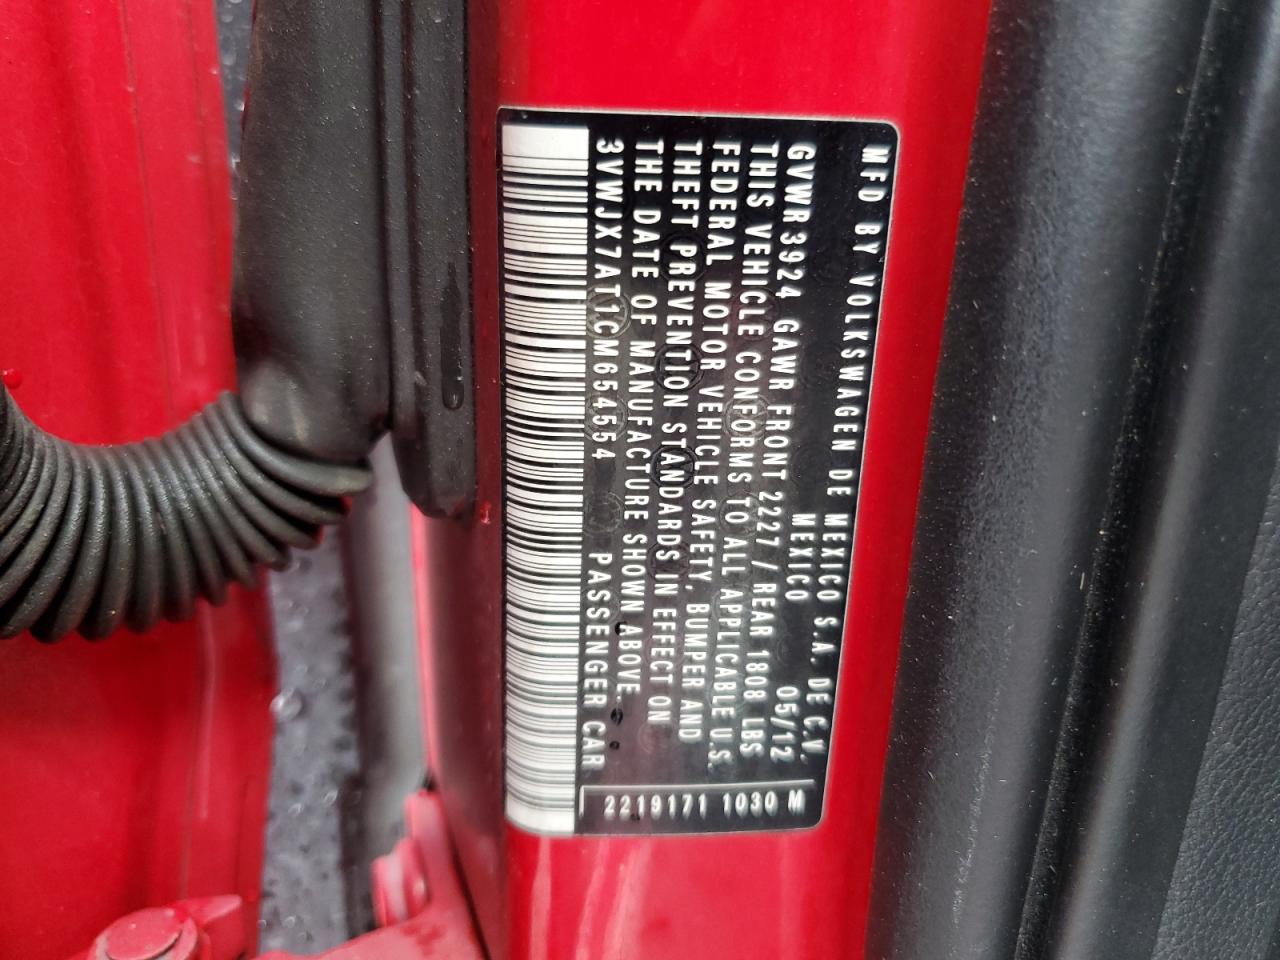 MFD BY VOLKSWAGEN DE MEXICO S.A. DE C.V.
MEXICO 05/12
GVWR 3924 GAWR FRONT 2227 / REAR 1808 LBS
THIS VEHICLE CONFORMS TO ALL APPLICABLE U.S.
FEDERAL MOTOR VEHICLE SAFETY, BUMPER AND
THEFT PREVENTION STANDARDS IN EFFECT ON
THE DATE OF MANUFACTURE SHOWN ABOVE.
3VWJX7AT1CM654554 PASSENGER CAR
2219171 1030 M